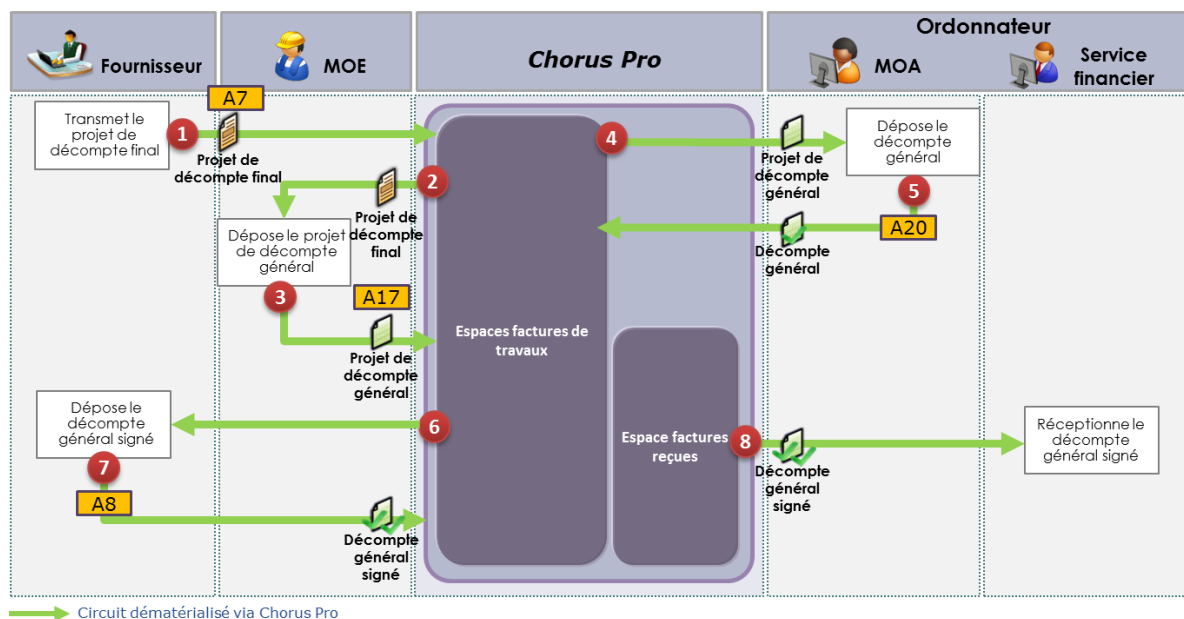 Fournisseur
MOE
Chorus Pro
Ordonnateur
MOA
Service
financier
Transmet le
projet de
décompte final
1
A7
Projet de
décompte final
2
Projet de
décompte
final
Dépose le projet
de décompte
général
3
A17
Projet de
décompte
général
Espaces factures de
travaux
4
Projet de
décompte
général
Dépose le
décompte
général
5
A20
Décompte
général
6
Dépose le
décompte
général signé
7
A8
Décompte
général
signé
Espace factures
reçues
8
Décompte
général
signé
Réceptionne le
décompte
général signé
Circuit dématérialisé via Chorus Pro